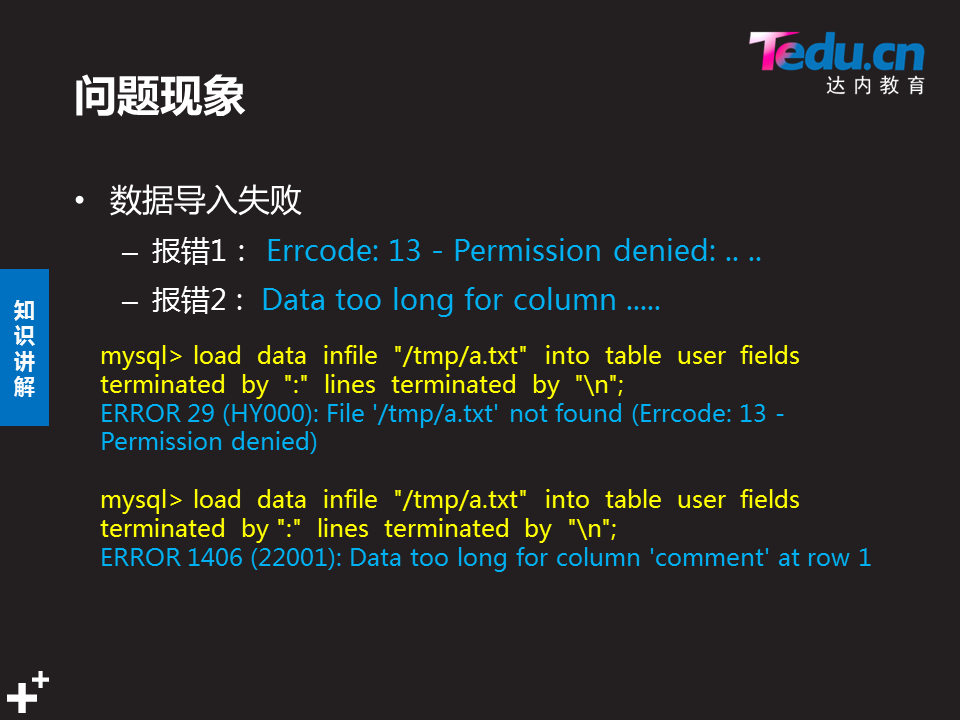 Tedu.cn
达内教育
问题现象
• 数据导入失败
– 报错1： Errcode: 13 - Permission denied: .. ..
– 报错2： Data too long for column .....
知识讲解
mysql> load data infile "/tmp/a.txt" into table user fields
terminated by ":" lines terminated by "\n";
ERROR 29 (HY000): File '/tmp/a.txt' not found (Errcode: 13 -
Permission denied)
mysql> load data infile "/tmp/a.txt" into table user fields
terminated by ":" lines terminated by "\n";
ERROR 1406 (22001): Data too long for column 'comment' at row 1